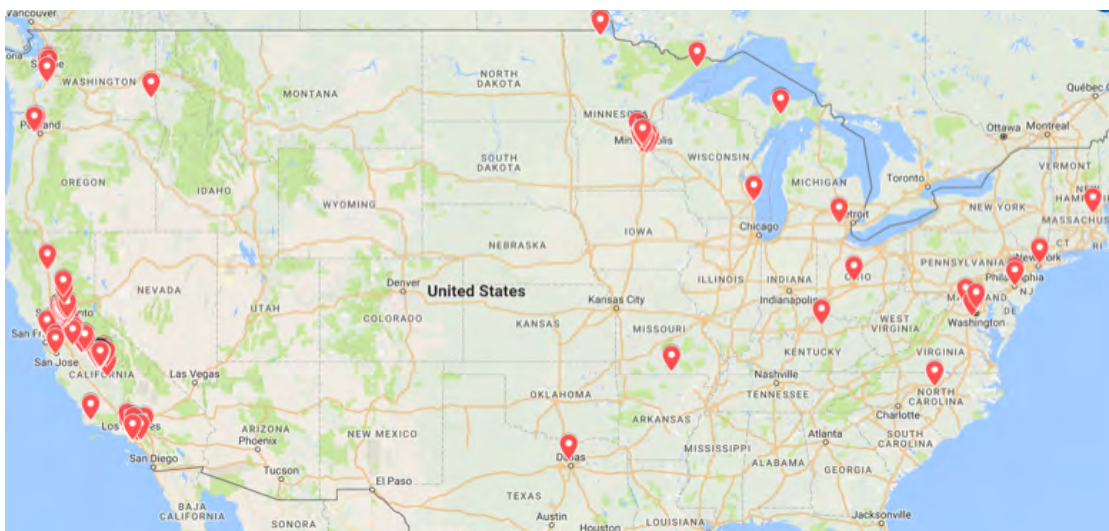 Vancouver
WASHINGTON
NORTH
DAKOTA
MONTANA
MINNESOTA
Québec C
Ottawa
Montreal
OREGON
IDAHO
SOUTH
DAKOTA
WISCONSIN
MICHIGAN
Toronto
VERMONT
NEW
MASSACHUS
WYOMING
IOWA
Chicago
NEW YORK
CT
RI
NEBRASKA
NEVADA
UTAH
Denver
COLORADO
United States
Kansas City
KANSAS
MISSOURI
ILLINOIS
INDIANA
Indianapolis
OHIO
PENNSYLVANIA
Philadelphia
NJ
DE
Washington
WEST
VIRGINIA
San Jose
CALIFORNIA
Las Vegas
KENTUCKY
VIRGINIA
Nashville
TENNESSEE
NORTH
CAROLINA
Charlotte
OKLAHOMA
ARKANSAS
ARIZONA
Phoenix
NEW MEXICO
San Diego
Tucson
El Paso
MISSISSIPPI
ALABAMA
Atlanta
GEORGIA
SOUTH
CAROLINA
BAJA
CALIFORNIA
SONORA
TEXAS
Austin
Houston
LOUISIANA
Jacksonville